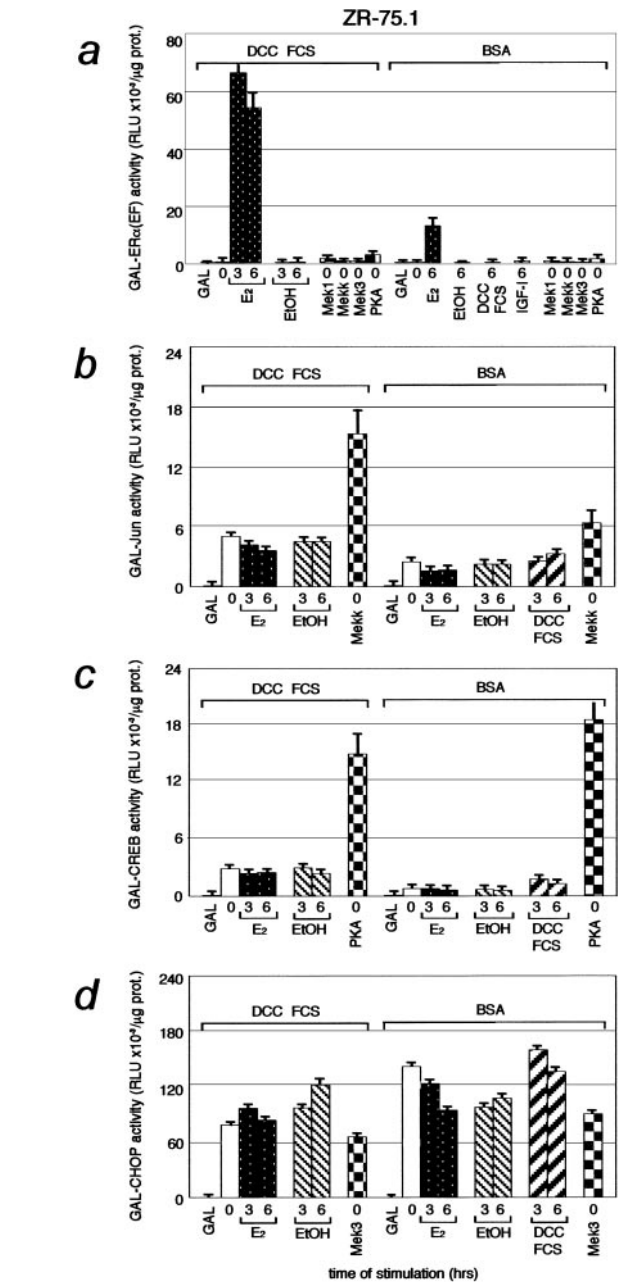 ZR-75.1
a
DCC FCS
BSA
GAL-ERα(EF) activity (RLU x10³/µg prot.)
80
60
40
20
0
GAL 0 3 6 3 6 0 0 0 0 GAL 0 6 6 6 6 0 0 0 0
E2 EtOH Mek1 Mekk Mek3 PKA E2 EtOH DCC FCS IGF-I Mek1 Mekk Mek3 PKA
b
DCC FCS
BSA
GAL-Jun activity (RLU x10³/µg prot.)
24
18
12
6
0
GAL 0 3 6 3 6 0 GAL 0 3 6 3 6 3 6 0
E2 EtOH Mekk E2 EtOH DCC Mekk
FCS
c
DCC FCS
BSA
GAL-CREB activity (RLU x10³/µg prot.)
24
18
12
6
0
GAL 0 3 6 3 6 0 GAL 0 3 6 3 6 3 6 0
E2 EtOH PKA E2 EtOH DCC PKA
FCS
d
DCC FCS
BSA
GAL-CHOP activity (RLU x10³/µg prot.)
240
180
120
60
0
GAL 0 3 6 3 6 0 GAL 0 3 6 3 6 3 6 0
E2 EtOH Mek3 E2 EtOH DCC Mek3
FCS
time of stimulation (hrs)